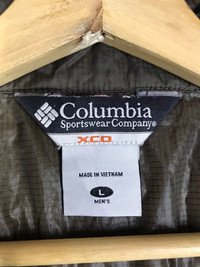 Columbia
Sportswear Company
XCO
MADE IN VIETNAM
L
MEN'S